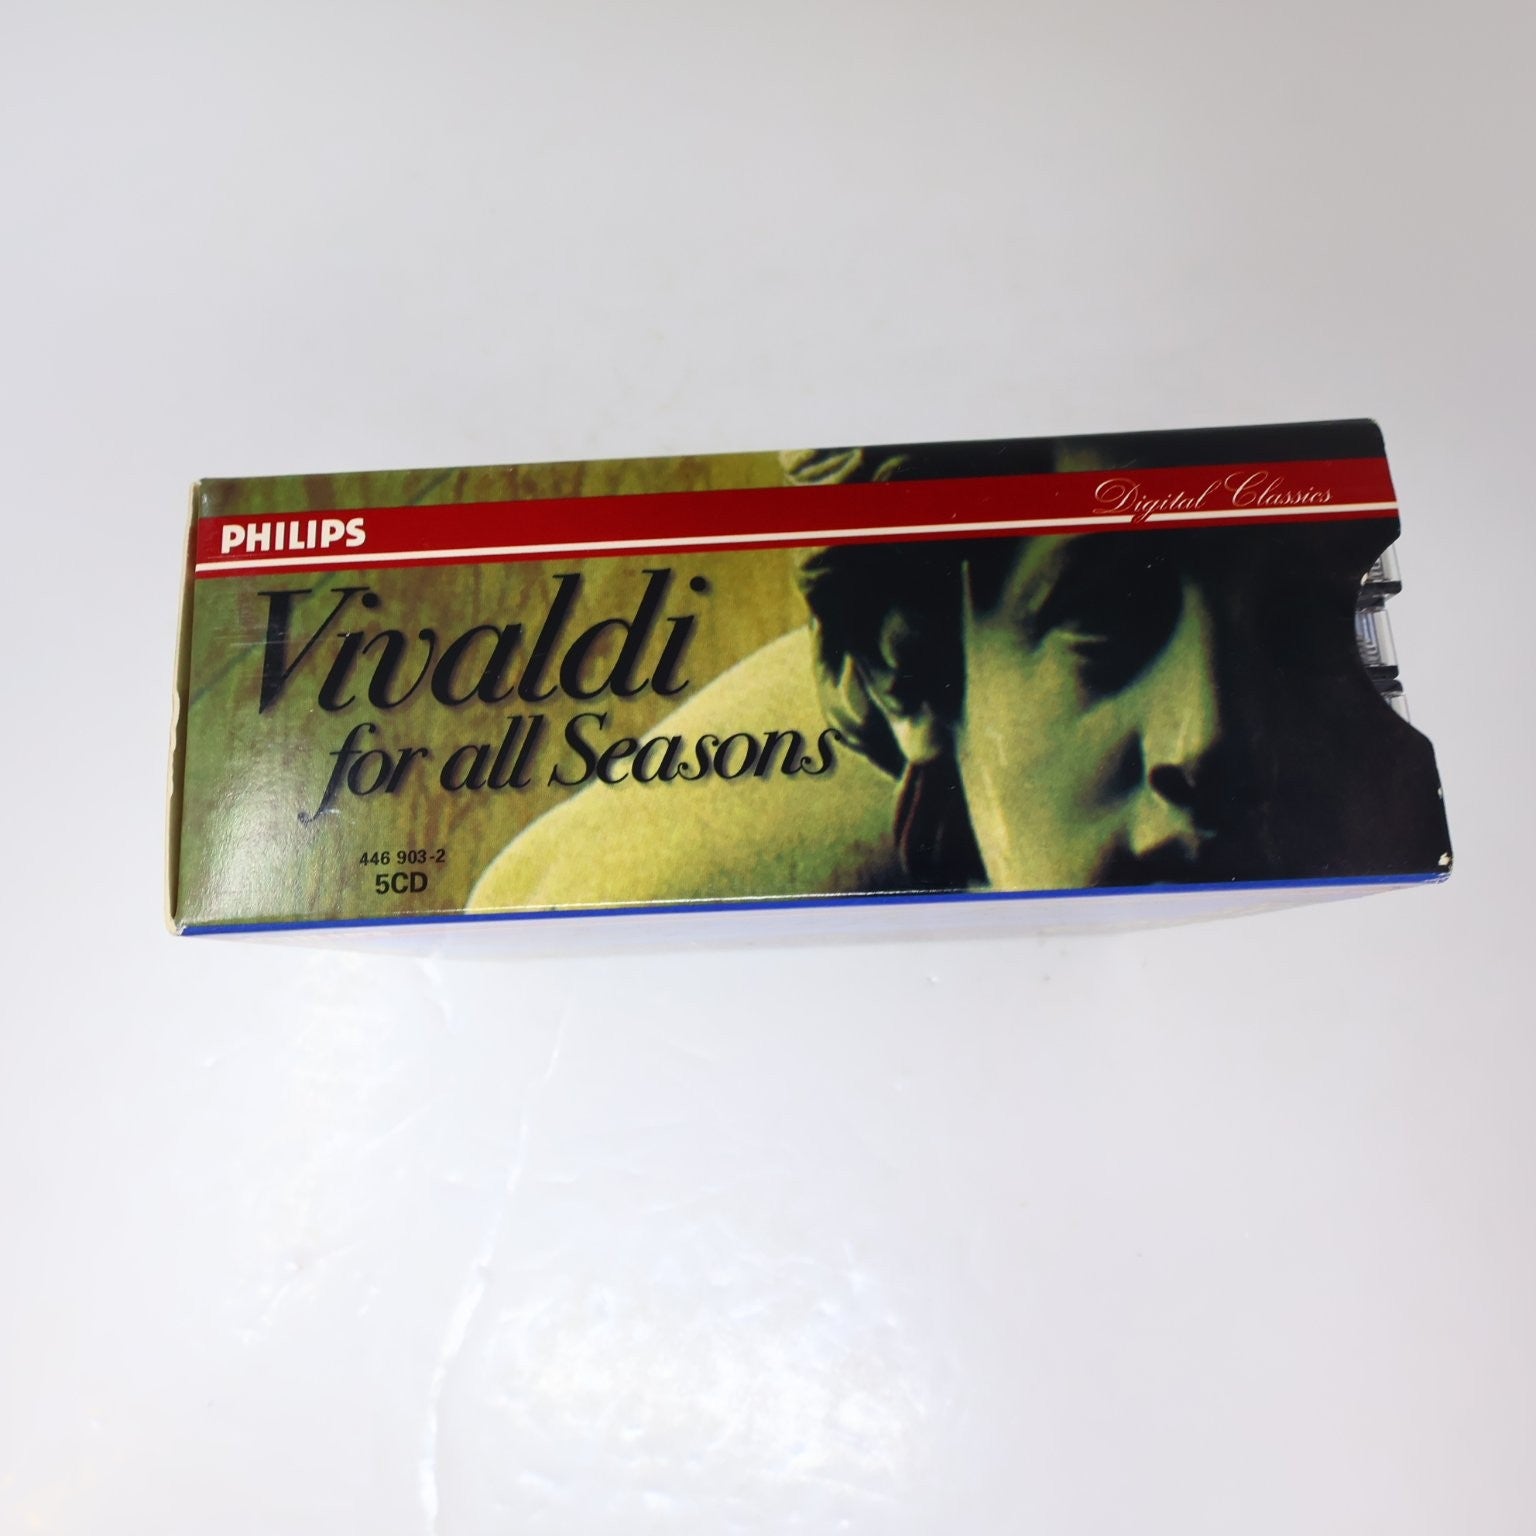 PHILIPS
Digital Classics
Vivaldi
for all Seasons
446 903-2
5CD